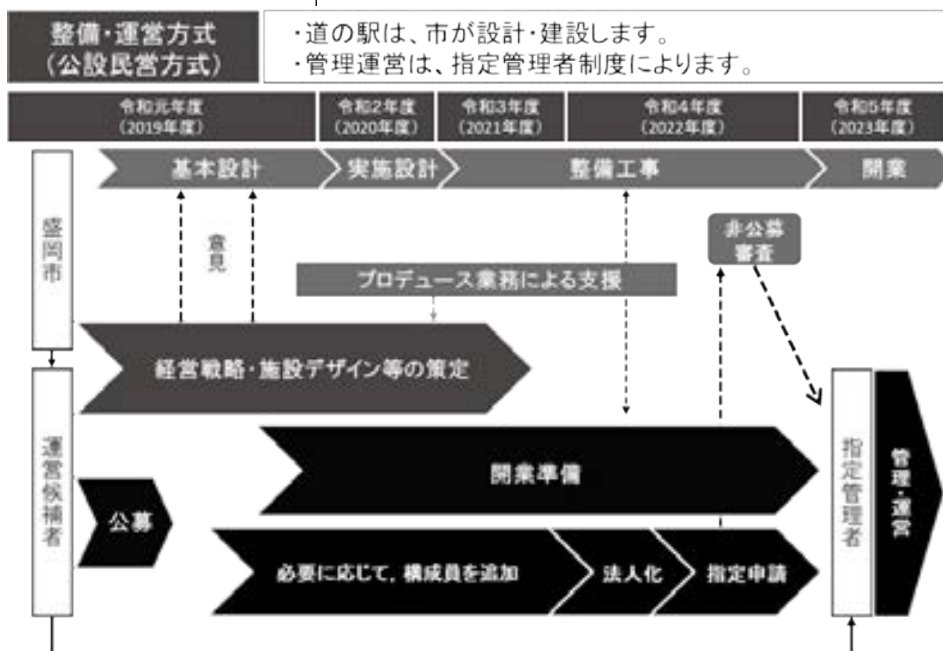 整備・運営方式
(公設民営方式)
・道の駅は、市が設計・建設します。
・管理運営は、指定管理者制度によります。
令和元年度
(2019年度)
令和2年度
(2020年度)
令和3年度
(2021年度)
令和4年度
(2022年度)
令和5年度
(2023年度)
基本設計
実施設計
整備工事
開業
盛岡市
意見
非公募
審査
プロデュース業務による支援
経営戦略・施設デザイン等の策定
運営候補者
公募
開業準備
必要に応じて，構成員を追加
法人化
指定申請
指定管理者
管理・運営